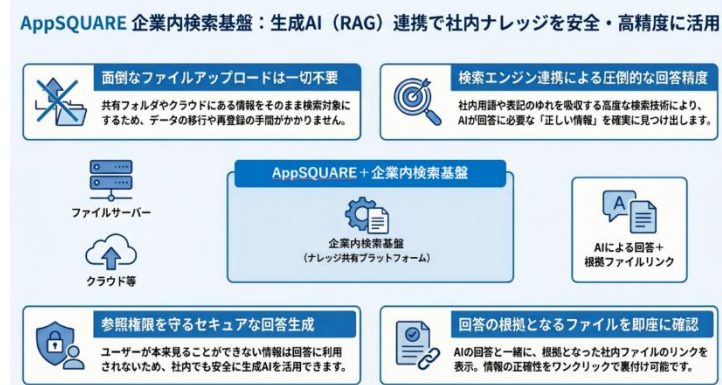 AppSQUARE 企業内検索基盤：生成AI（RAG）連携で社内ナレッジを安全・高精度に活用
面倒なファイルアップロードは一切不要
共有フォルダやクラウドにある情報をそのまま検索対象に
するため、データの移行や再登録の手間がかかりません。
検索エンジン連携による圧倒的な回答精度
社内用語や表記のゆれを吸収する高度な検索技術により、
AIが回答に必要な「正しい情報」を確実に見つけ出します。
ファイルサーバー
クラウド等
AppSQUARE＋企業内検索基盤
企業内検索基盤
（ナレッジ共有プラットフォーム）
A
AIによる回答＋
根拠ファイルリンク
参照権限を守るセキュアな回答生成
ユーザーが本来見ることができない情報は回答に利用
されないため、社内でも安全に生成AIを活用できます。
回答の根拠となるファイルを即座に確認
AIの回答と一緒に、根拠となった社内ファイルのリンクを
表示。情報の正確性をワンクリックで裏付け可能です。